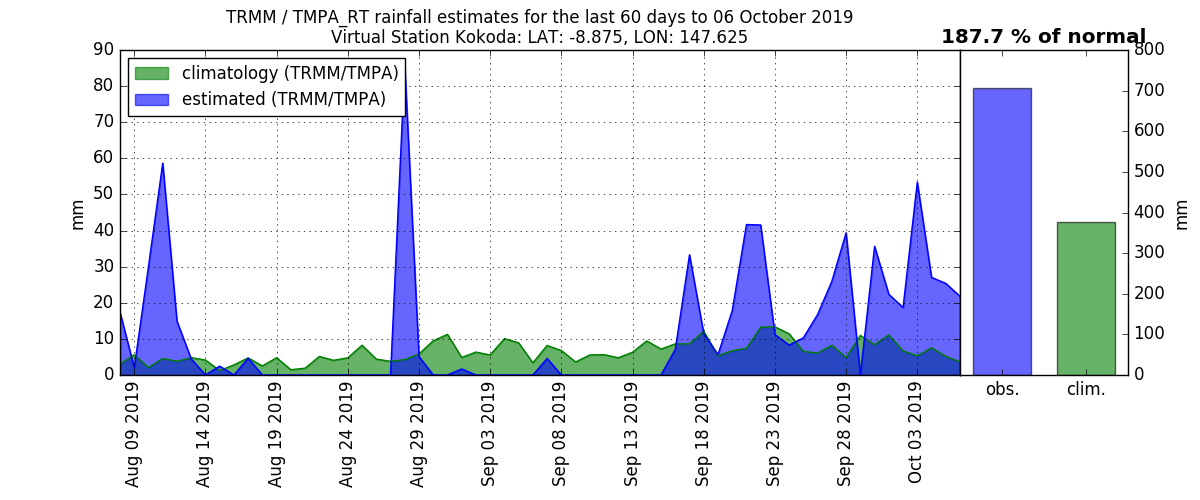 TRMM / TMPA_RT rainfall estimates for the last 60 days to 06 October 2019
Virtual Station Kokoda: LAT: -8.875, LON: 147.625
187.7 % of normal
climatology (TRMM/TMPA)
estimated (TRMM/TMPA)
90
80
70
60
50
40
30
20
10
0
mm
Aug 09 2019
Aug 14 2019
Aug 19 2019
Aug 24 2019
Aug 29 2019
Sep 03 2019
Sep 08 2019
Sep 13 2019
Sep 18 2019
Sep 23 2019
Sep 28 2019
Oct 03 2019
obs.
clim.
800
700
600
500
400
300
200
100
0
mm